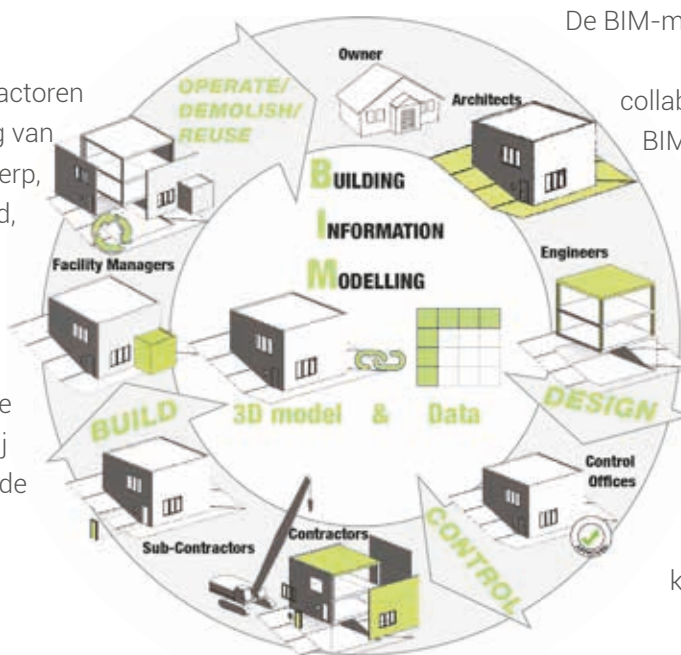 De BIM-m
actoren
collab
g van
BIM
erp,
d,
e
ij
de
k
Owner
Architects
OPERATE/
DEMOLISH/
REUSE
BUILDING
INFORMATION
MODELLING
Engineers
Facility Managers
3D model & Data
DESIGN
BUILD
Control
Offices
CONTROL
Contractors
Sub-Contractors